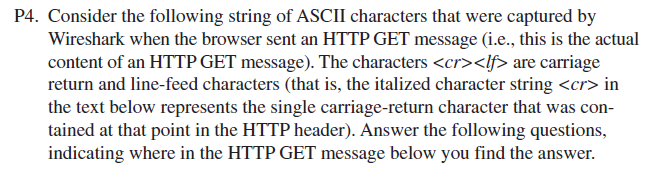 P4. Consider the following string of ASCII characters that were captured by
Wireshark when the browser sent an HTTP GET message (i.e., this is the actual
content of an HTTP GET message). The characters <cr><lf> are carriage
return and line-feed characters (that is, the italized character string <cr> in
the text below represents the single carriage-return character that was con-
tained at that point in the HTTP header). Answer the following questions,
indicating where in the HTTP GET message below you find the answer.